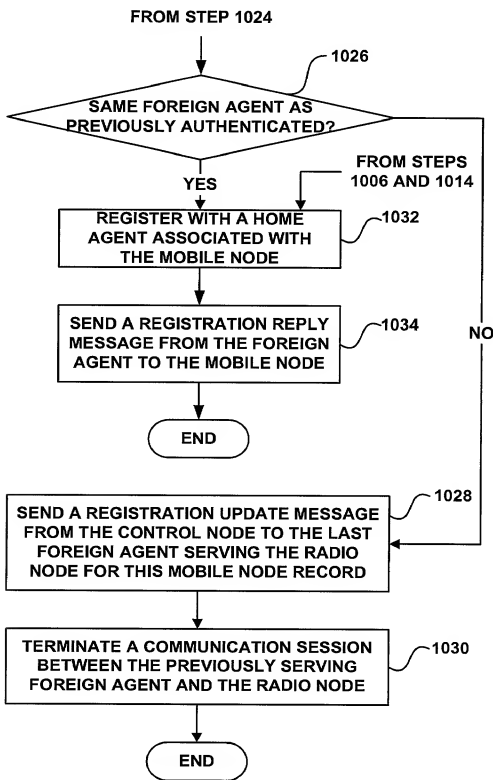 FROM STEP 1024
1026
SAME FOREIGN AGENT AS
PREVIOUSLY AUTHENTICATED?
YES
FROM STEPS
1006 AND 1014
REGISTER WITH A HOME
AGENT ASSOCIATED WITH
THE MOBILE NODE
1032
SEND A REGISTRATION REPLY
MESSAGE FROM THE FOREIGN
AGENT TO THE MOBILE NODE
1034
NO
END
SEND A REGISTRATION UPDATE MESSAGE
FROM THE CONTROL NODE TO THE LAST
FOREIGN AGENT SERVING THE RADIO
NODE FOR THIS MOBILE NODE RECORD
1028
TERMINATE A COMMUNICATION SESSION
BETWEEN THE PREVIOUSLY SERVING
FOREIGN AGENT AND THE RADIO NODE
1030
END